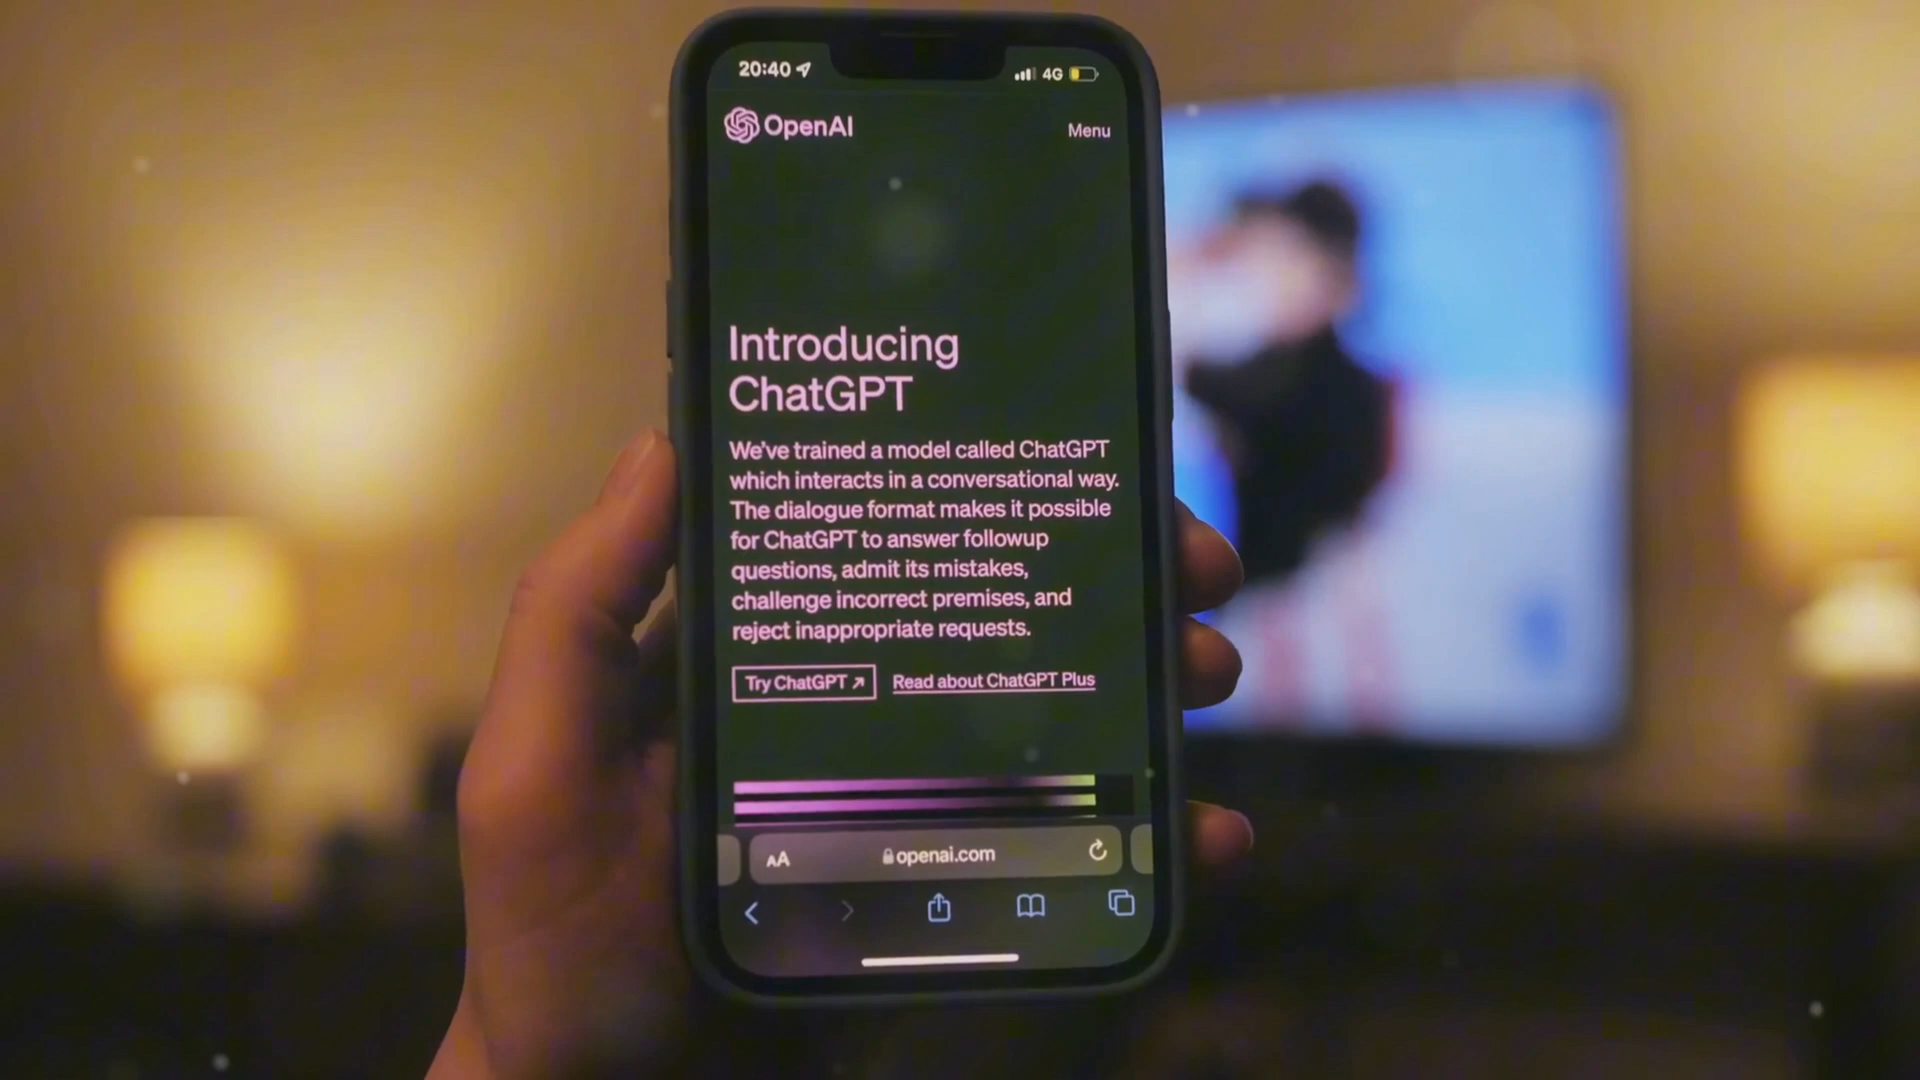 20:40
4G
OpenAI
Menu
Introducing
ChatGPT
We've trained a model called ChatGPT
which interacts in a conversational way.
The dialogue format makes it possible
for ChatGPT to answer followup
questions, admit its mistakes,
challenge incorrect premises, and
reject inappropriate requests.
Try ChatGPT ↗
Read about ChatGPT Plus
AA
openai.com